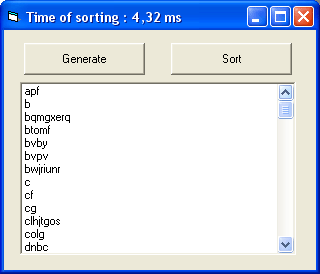 Time of sorting : 4,32 ms
Generate
Sort
apf
b
bqmgxerq
btomf
bvby
bvpv
bwjriunr
c
cf
cg
clhjtgos
colg
dnbc